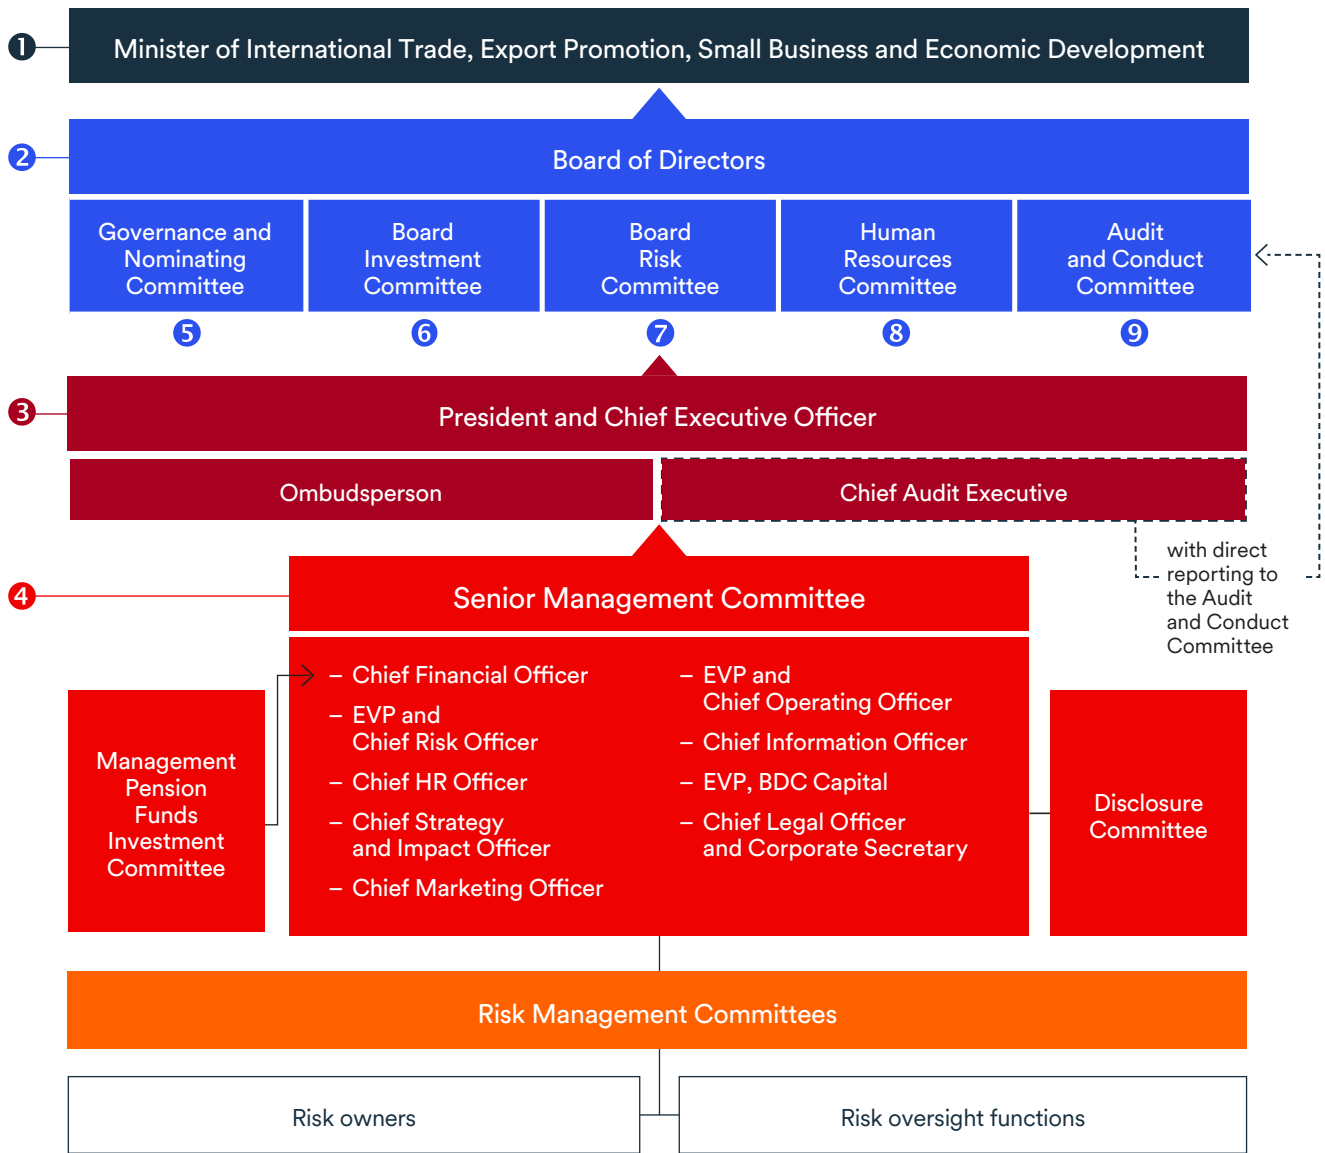 1
Minister of International Trade, Export Promotion, Small Business and Economic Development
2
Board of Directors
Governance and
Nominating
Committee
Board
Investment
Committee
Board
Risk
Committee
Human
Resources
Committee
Audit
and Conduct
Committee
5
6
7
8
9
3
President and Chief Executive Officer
Ombudsperson
Chief Audit Executive
with direct
reporting to
the Audit
and Conduct
Committee
4
Senior Management Committee
– Chief Financial Officer
– EVP and
Chief Risk Officer
– Chief HR Officer
– Chief Strategy
and Impact Officer
– Chief Marketing Officer
– EVP and
Chief Operating Officer
– Chief Information Officer
– EVP, BDC Capital
– Chief Legal Officer
and Corporate Secretary
Management
Pension
Funds
Investment
Committee
Disclosure
Committee
Risk Management Committees
Risk owners
Risk oversight functions